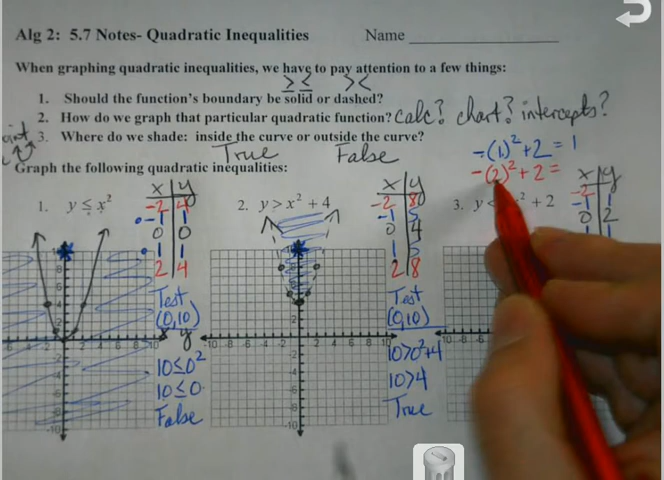 Alg 2: 5.7 Notes- Quadratic Inequalities Name
When graphing quadratic inequalities, we have to pay attention to a few things:
≥ ≤ ><
1. Should the function's boundary be solid or dashed?
2. How do we graph that particular quadratic function? Calc? chart? intercepts?
3. Where do we shade: inside the curve or outside the curve?
True False
-(1)²+2=1
-(2)²+2=
Graph the following quadratic inequalities:
1. y ≤ x²
x y
-2 4
-1 1
0 0
1 1
2 4
Test
(0,10)
x y
10≤0²
10≤0
False
2. y > x² + 4
x y
-2 8
-1 5
0 4
1 5
2 8
Test
(0,10)
10>0²+4
10>4
True
3. y < x² + 2
x y
-2
-1 1
0 2
1 1